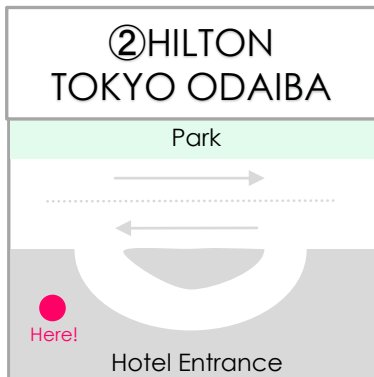 ②HILTON
TOKYO ODAIBA
Park
Here!
Hotel Entrance